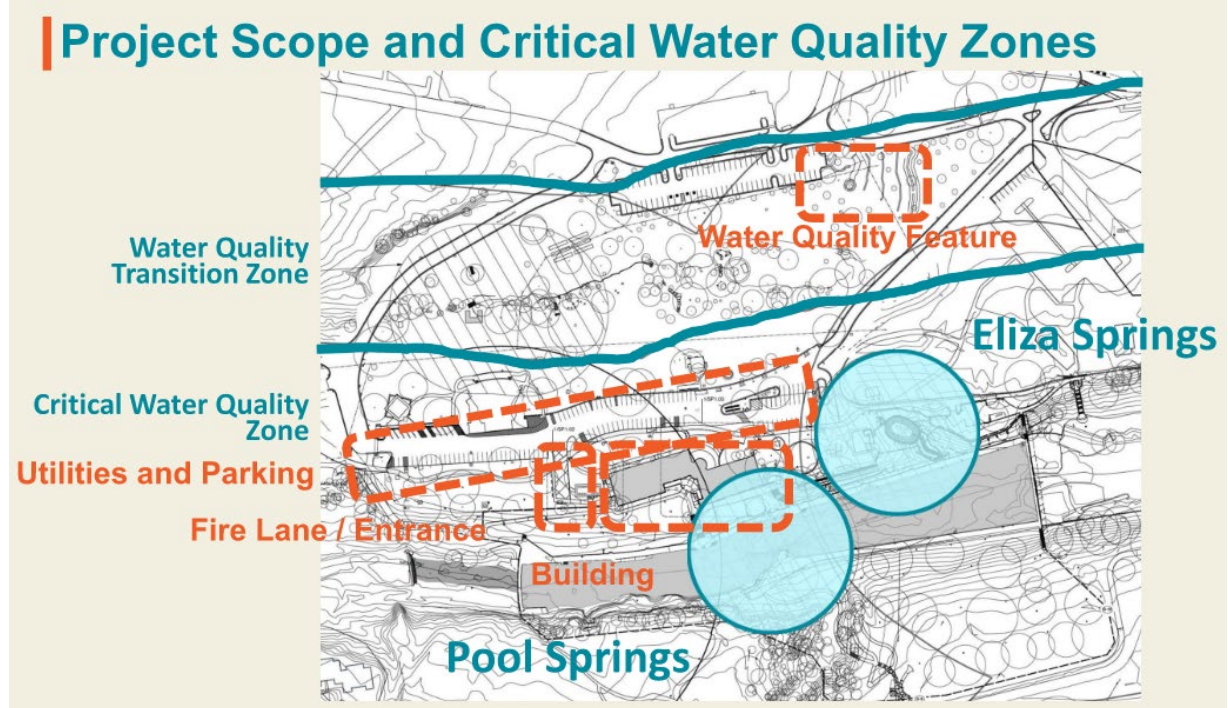 Project Scope and Critical Water Quality Zones
Water Quality
Transition Zone
Water Quality Feature
Eliza Springs
Critical Water Quality
Zone
Utilities and Parking
Fire Lane / Entrance
Building
Pool Springs